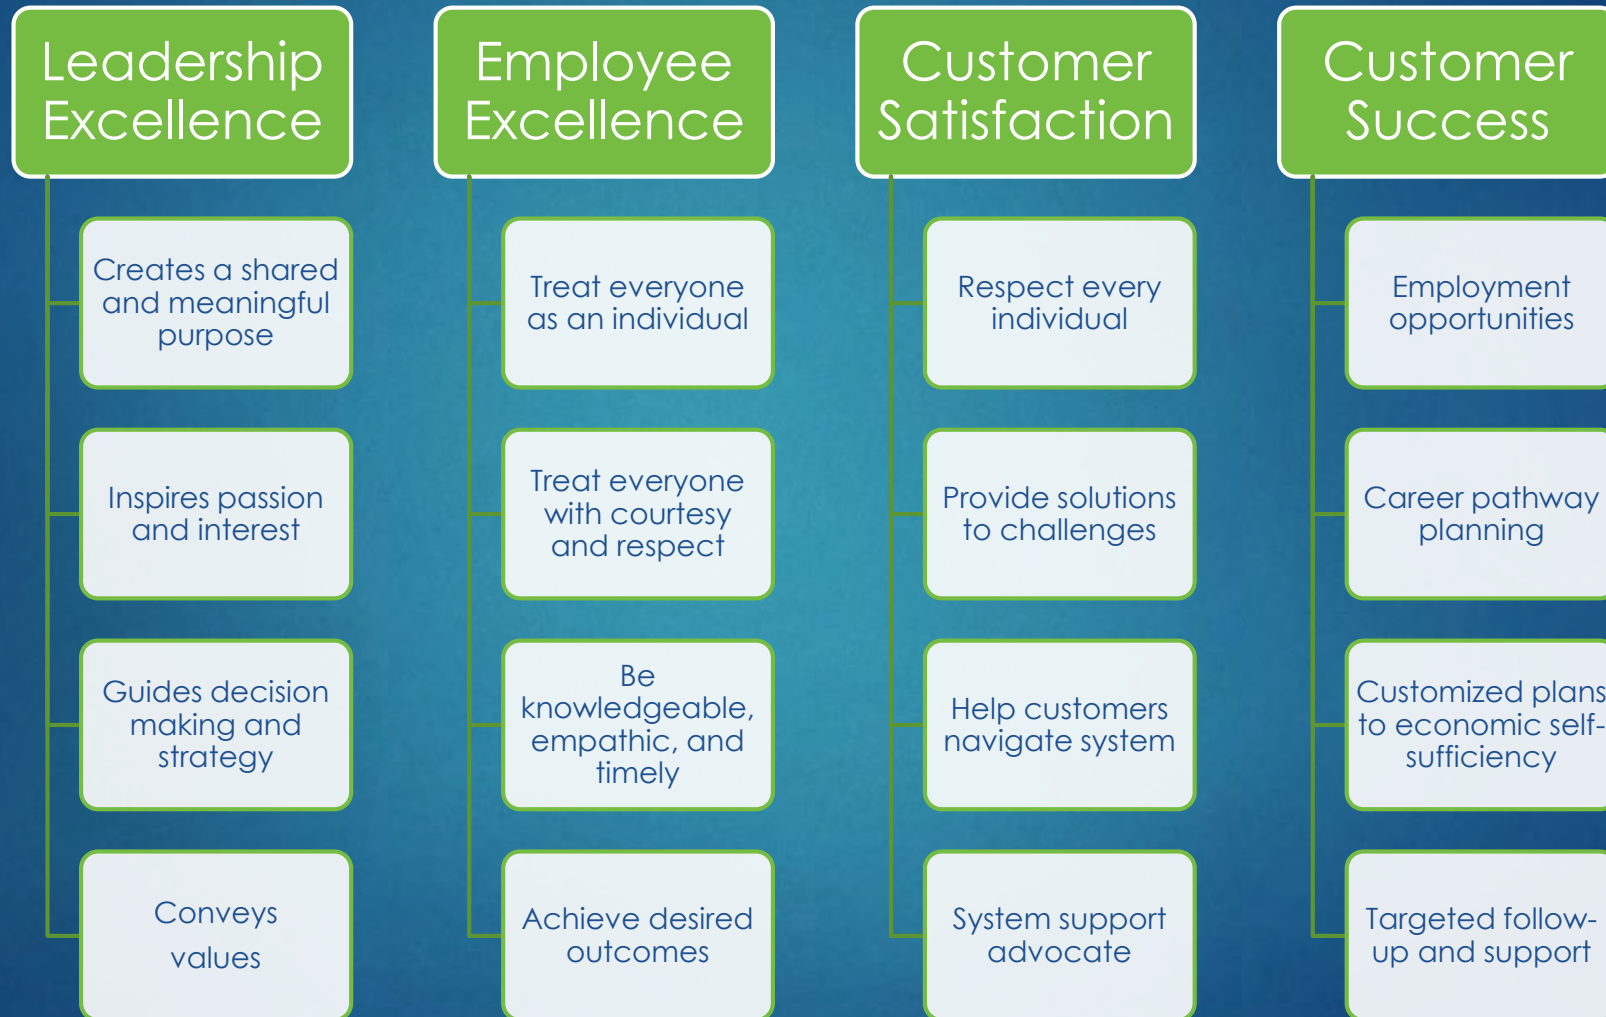 Leadership
Excellence
Creates a shared
and meaningful
purpose
Inspires passion
and interest
Guides decision
making and
strategy
Conveys
values
Employee
Excellence
Treat everyone
as an individual
Treat everyone
with courtesy
and respect
Be
knowledgeable,
empathic, and
timely
Achieve desired
outcomes
Customer
Satisfaction
Respect every
individual
Provide solutions
to challenges
Help customers
navigate system
System support
advocate
Customer
Success
Employment
opportunities
Career pathway
planning
Customized plans
to economic self-
sufficiency
Targeted follow-
up and support